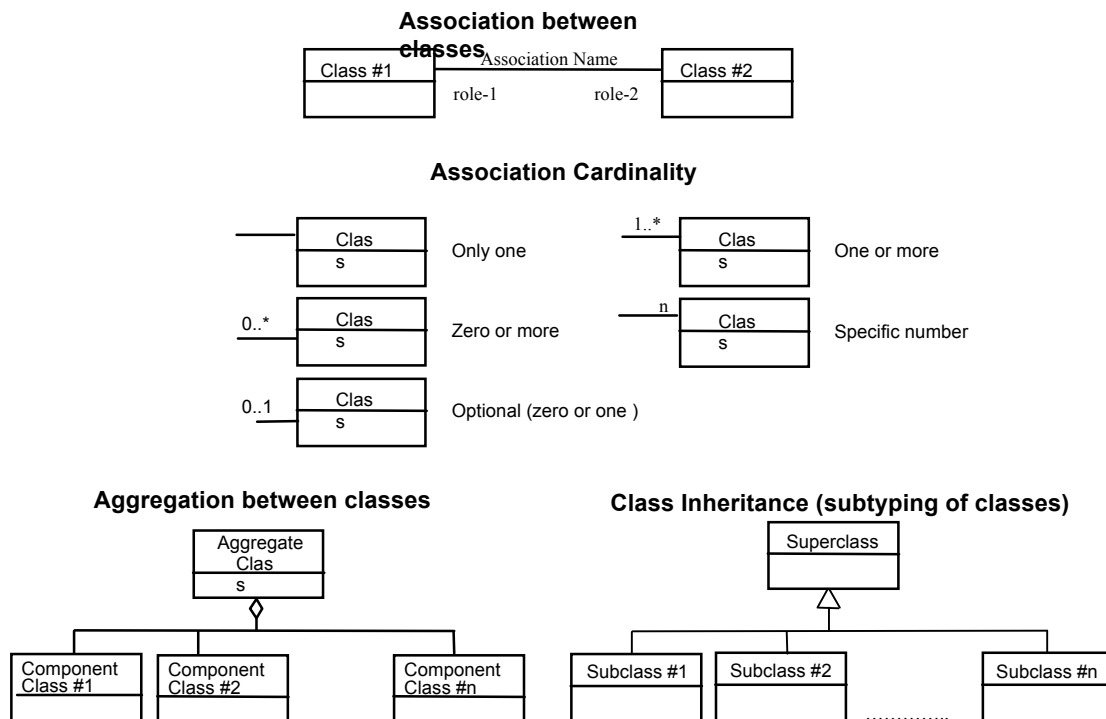 Association between
classes
Association Name
Class #1
Class #2
role-1
role-2
Association Cardinality
Clas
s
Only one
1..*
Clas
s
One or more
0..*
Clas
s
Zero or more
n
Clas
s
Specific number
0..1
Clas
s
Optional (zero or one )
Aggregation between classes
Aggregate
Clas
s
Component
Class #1
Component
Class #2
Component
Class #n
Class Inheritance (subtyping of classes)
Superclass
Subclass #1
Subclass #2
..............
Subclass #n